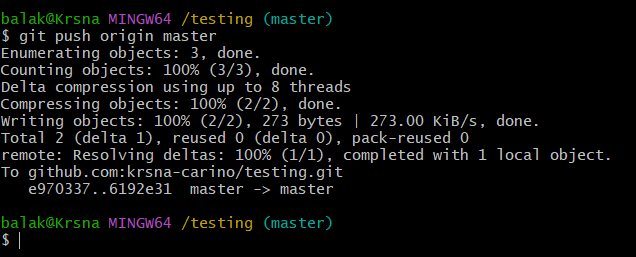 balak@Krsna MINGW64 /testing (master)
$ git push origin master
Enumerating objects: 3, done.
Counting objects: 100% (3/3), done.
Delta compression using up to 8 threads
Compressing objects: 100% (2/2), done.
Writing objects: 100% (2/2), 273 bytes | 273.00 KiB/s, done.
Total 2 (delta 1), reused 0 (delta 0), pack-reused 0
remote: Resolving deltas: 100% (1/1), completed with 1 local object.
To github.com:krsna-carino/testing.git
   e970337..6192e31  master -> master
balak@Krsna MINGW64 /testing (master)
$